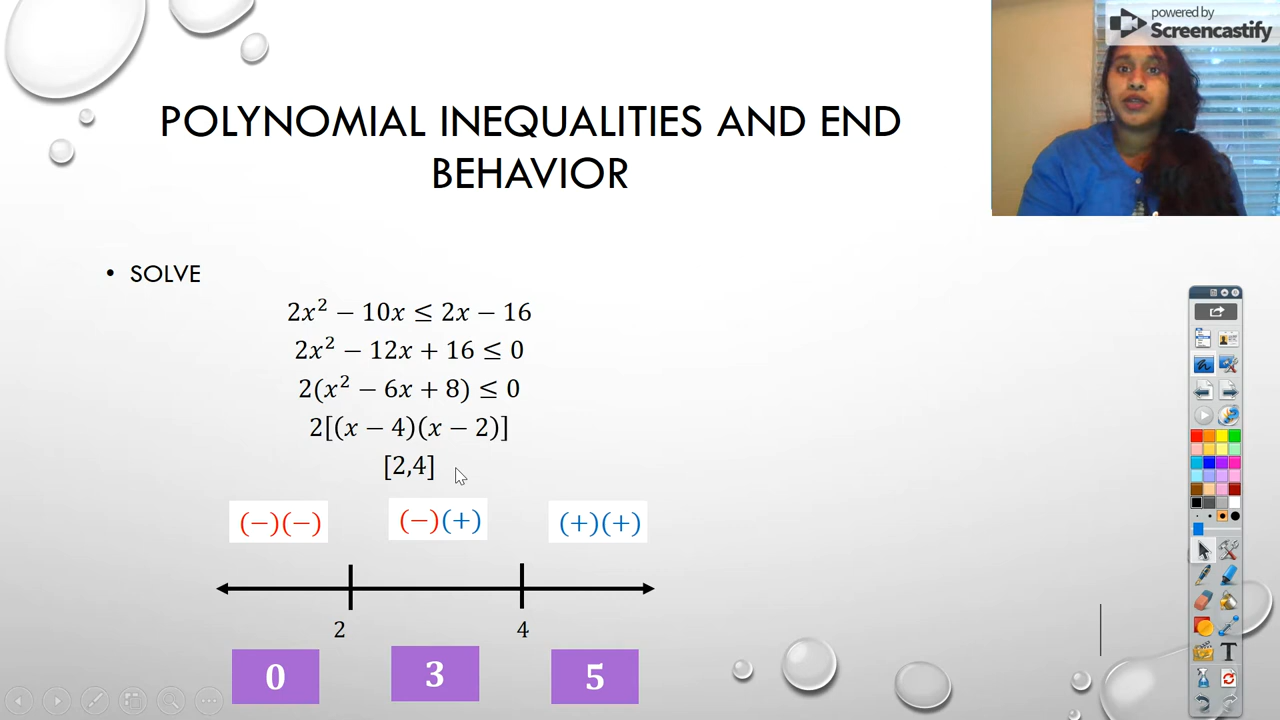 powered by
Screencastify
POLYNOMIAL INEQUALITIES AND END
BEHAVIOR
• SOLVE
2x² − 10x ≤ 2x − 16
2x² − 12x + 16 ≤ 0
2(x² − 6x + 8) ≤ 0
2[(x − 4)(x − 2)]
[2,4]
(−)(−) (−)(+) (+)(+)
2 4
0 3 5
T